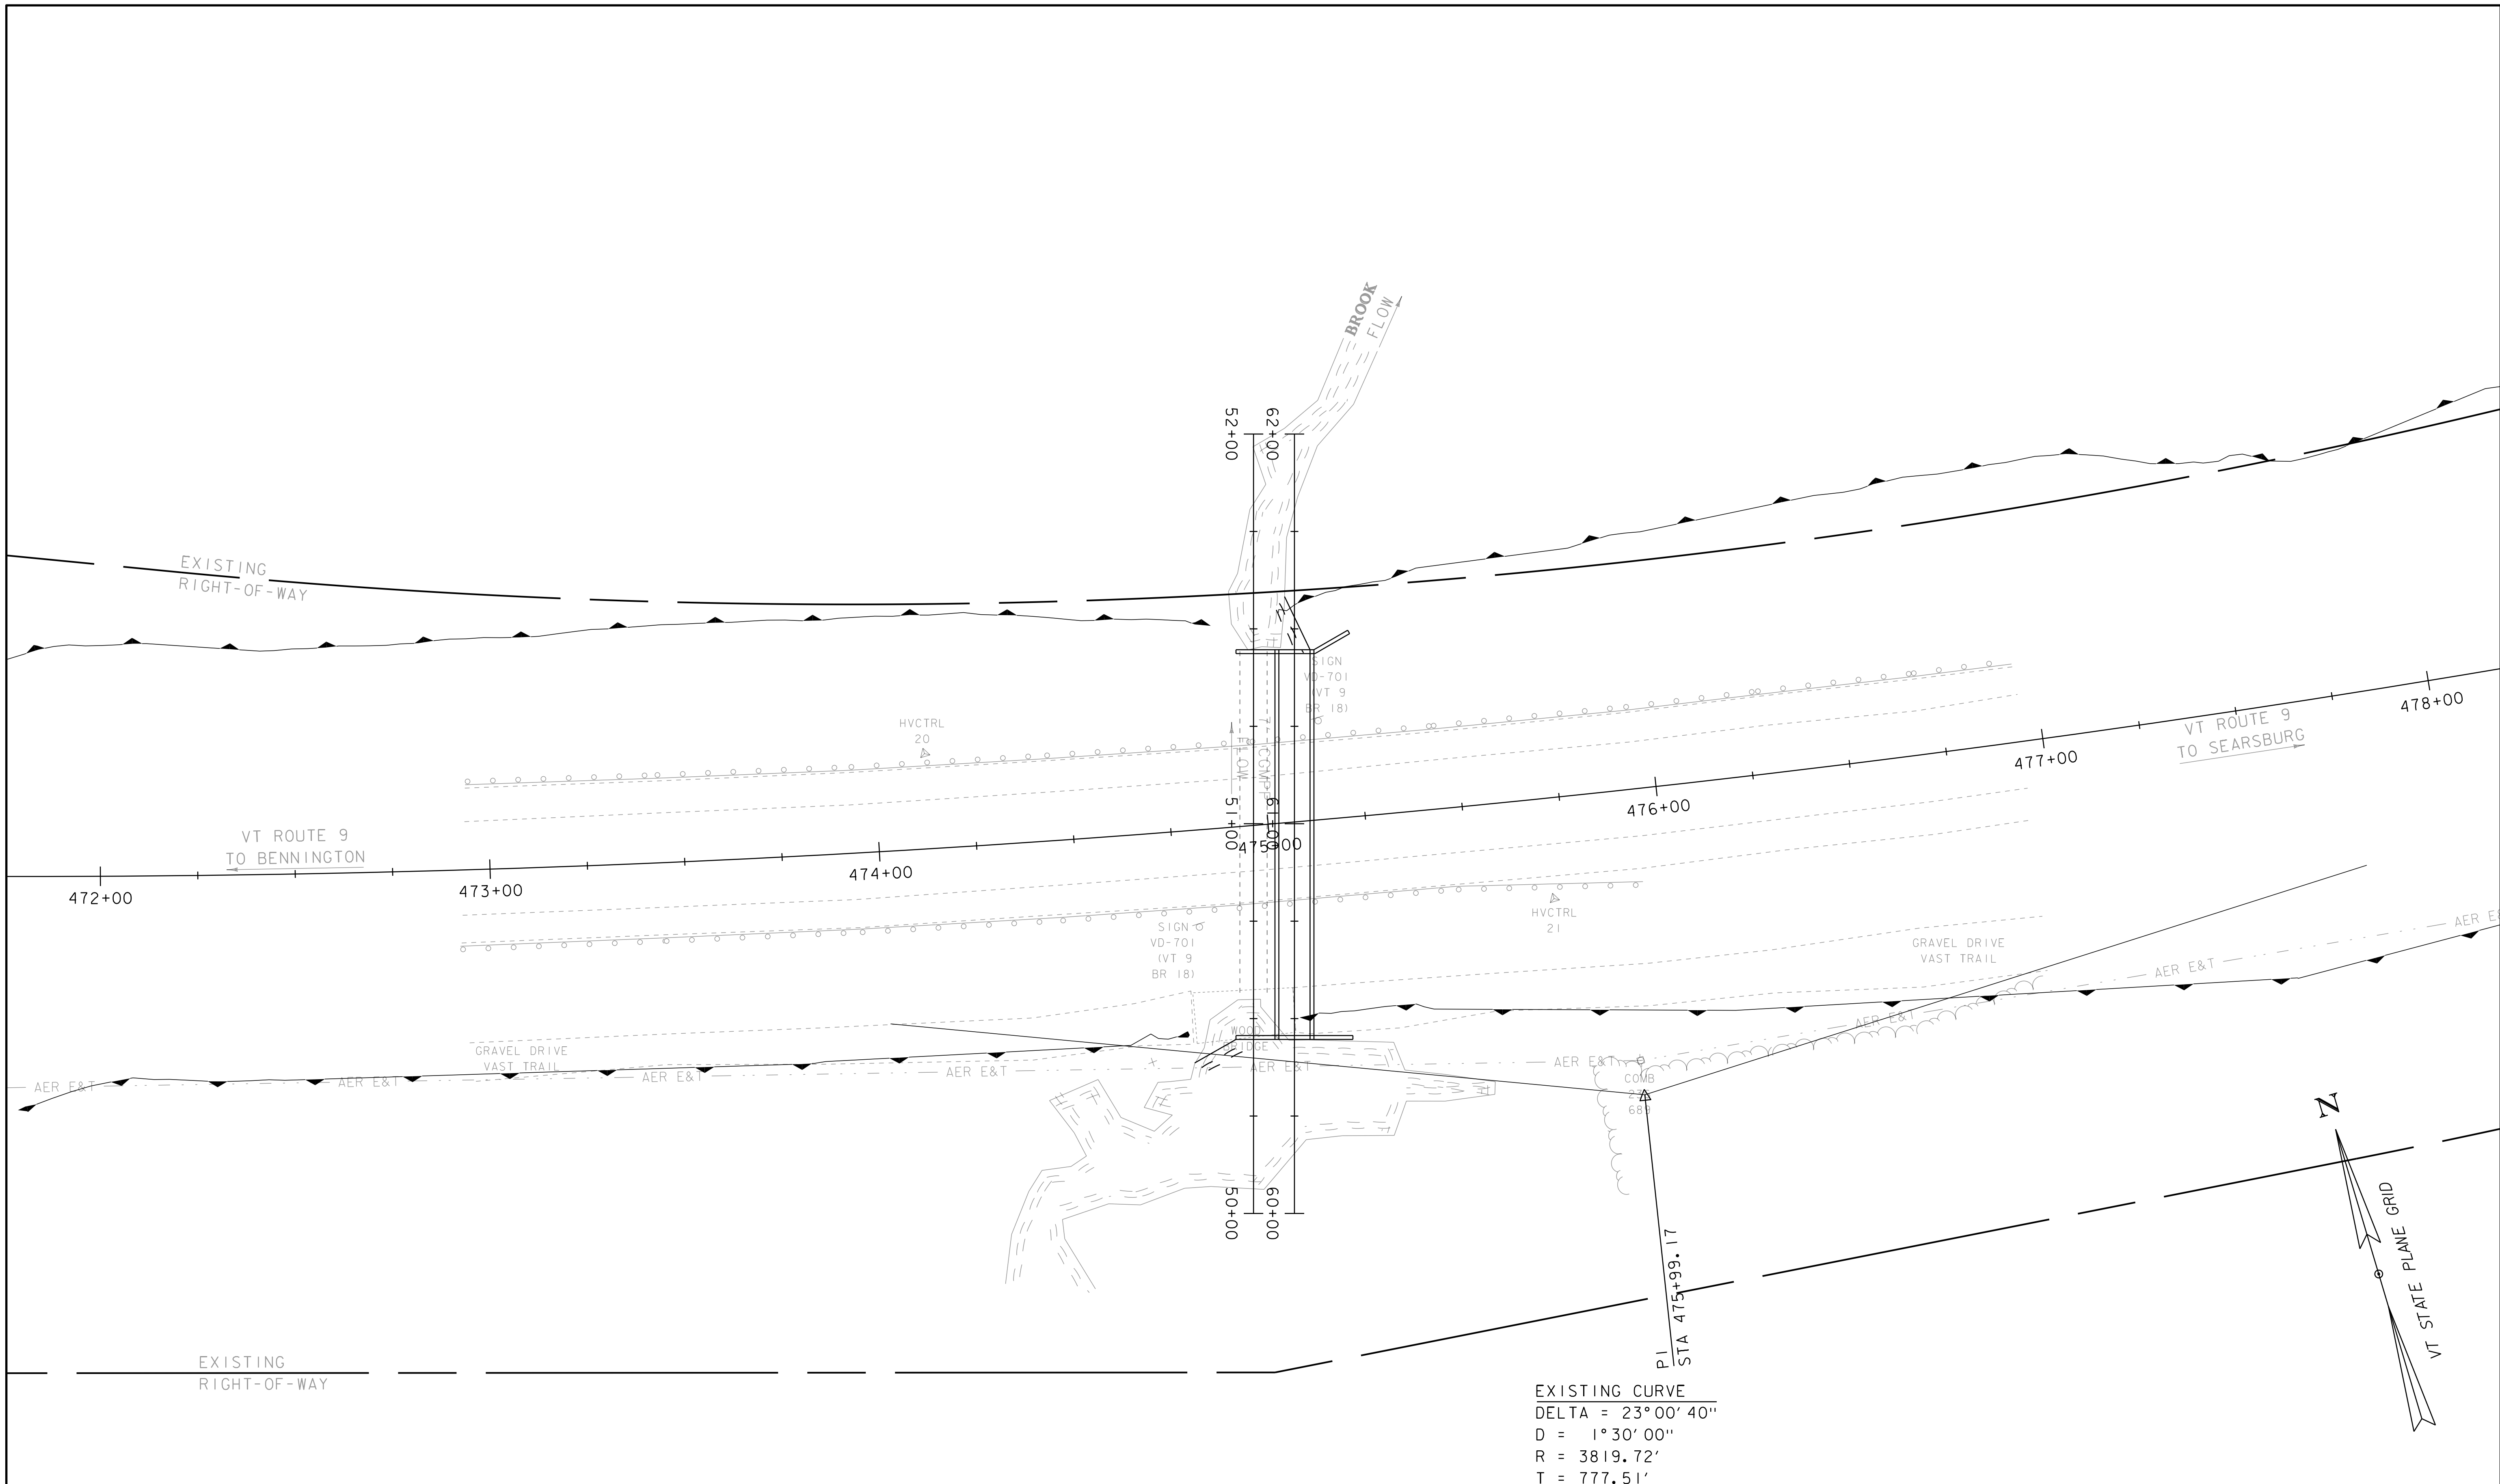 BROOK
FLOW
52+00
62+00
EXISTING
RIGHT-OF-WAY
SIGN
VD-701
(VT 9
BR 18)
HVCTRL
20
FLOW
478+00
VT ROUTE 9
TO SEARSBURG
477+00
476+00
51+00
61+00
475+00
VT ROUTE 9
TO BENNINGTON
472+00
473+00
474+00
HVCTRL
21
SIGN
VD-701
(VT 9
BR 18)
GRAVEL DRIVE
VAST TRAIL
AER E&T
AER E&T
AER E&T
WOOD
BRIDGE
GRAVEL DRIVE
VAST TRAIL
AER E&T
AER E&T
AER E&T
AER E&T
AER E&T
AER E&T
COMB
689
N
VT STATE PLANE GRID
50+00
60+00
PI
STA 475+99.17
EXISTING
RIGHT-OF-WAY
EXISTING CURVE
DELTA = 23°00'40"
D = 1°30'00"
R = 3819.72'
T = 777.51'